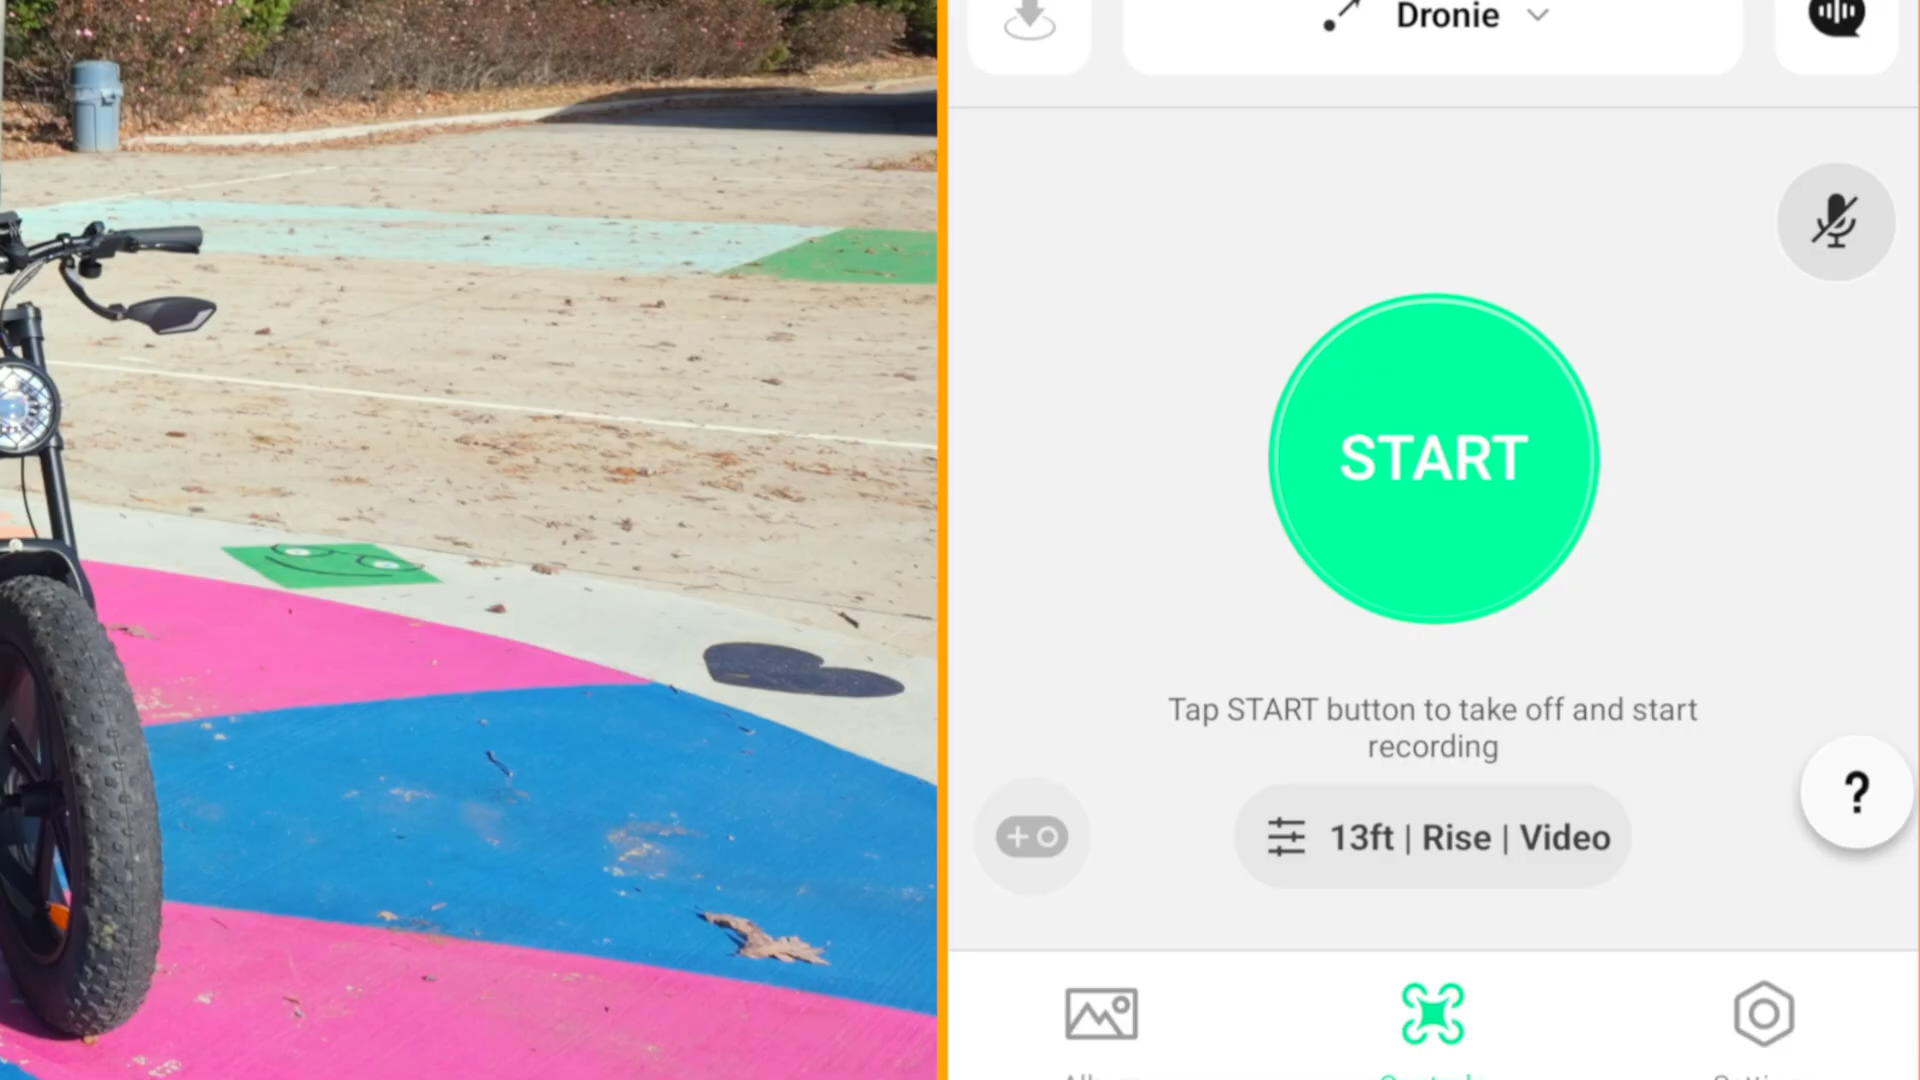 Dronie
START
Tap START button to take off and start
recording
?
13ft | Rise | Video